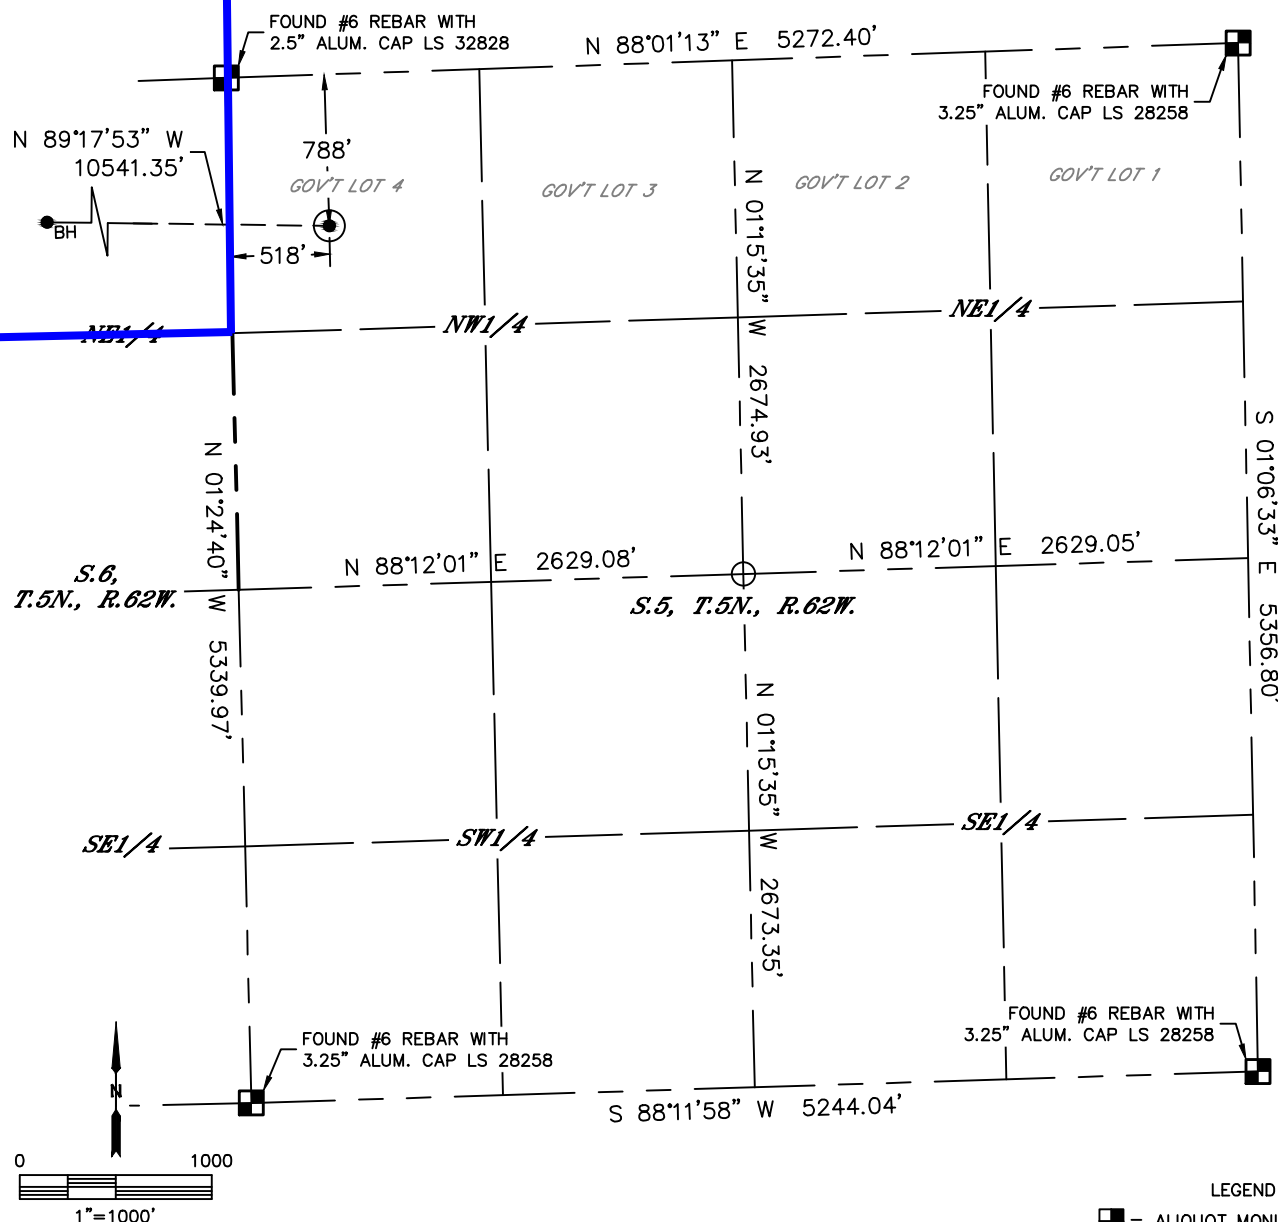 FOUND #6 REBAR WITH
2.5" ALUM. CAP LS 32828
N 88°01'13" E 5272.40'
FOUND #6 REBAR WITH
3.25" ALUM. CAP LS 28258
N 89°17'53" W
10541.35'
788'
GOV'T LOT 4
GOV'T LOT 3
GOV'T LOT 2
GOV'T LOT 1
BH
518'
N 01°15'35" W 2674.93'
NE1/4
NW1/4
NE1/4
N 01°24'40" W 5339.97'
S 01°06'33" E 5356.80'
N 88°12'01" E 2629.08'
N 88°12'01" E 2629.05'
S.6,
T.5N., R.62W.
S.5, T.5N., R.62W.
N 01°15'35" W 2673.35'
SE1/4
SW1/4
SE1/4
FOUND #6 REBAR WITH
3.25" ALUM. CAP LS 28258
FOUND #6 REBAR WITH
3.25" ALUM. CAP LS 28258
S 88°11'58" W 5244.04'
N
0 1000
1"=1000'
LEGEND